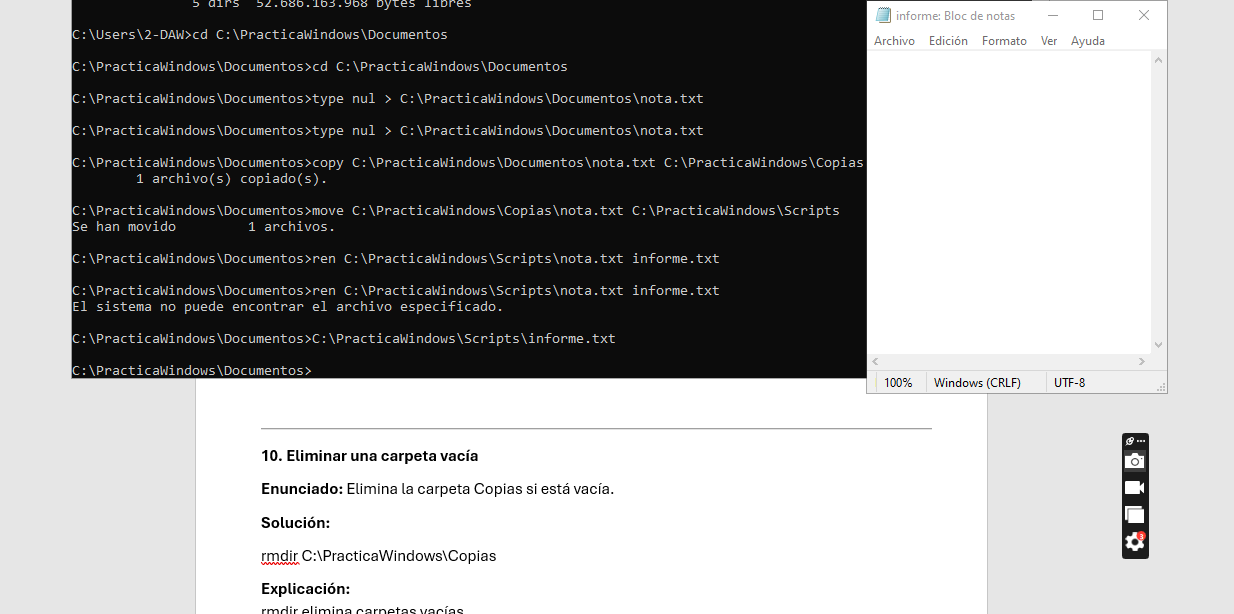 5 dirs  52.686.163.968 bytes libres
C:\Users\2-DAW>cd C:\PracticaWindows\Documentos
C:\PracticaWindows\Documentos>cd C:\PracticaWindows\Documentos
C:\PracticaWindows\Documentos>type nul > C:\PracticaWindows\Documentos\nota.txt
C:\PracticaWindows\Documentos>type nul > C:\PracticaWindows\Documentos\nota.txt
C:\PracticaWindows\Documentos>copy C:\PracticaWindows\Documentos\nota.txt C:\PracticaWindows\Copias
1 archivo(s) copiado(s).
C:\PracticaWindows\Documentos>move C:\PracticaWindows\Copias\nota.txt C:\PracticaWindows\Scripts
Se han movido         1 archivos.
C:\PracticaWindows\Documentos>ren C:\PracticaWindows\Scripts\nota.txt informe.txt
C:\PracticaWindows\Documentos>ren C:\PracticaWindows\Scripts\nota.txt informe.txt
El sistema no puede encontrar el archivo especificado.
C:\PracticaWindows\Documentos>C:\PracticaWindows\Scripts\informe.txt
C:\PracticaWindows\Documentos>
informe: Bloc de notas
Archivo Edición Formato Ver Ayuda
100% Windows (CRLF) UTF-8
10. Eliminar una carpeta vacía
Enunciado: Elimina la carpeta Copias si está vacía.
Solución:
rmdir C:\PracticaWindows\Copias
Explicación:
rmdir elimina carpetas vacías
3